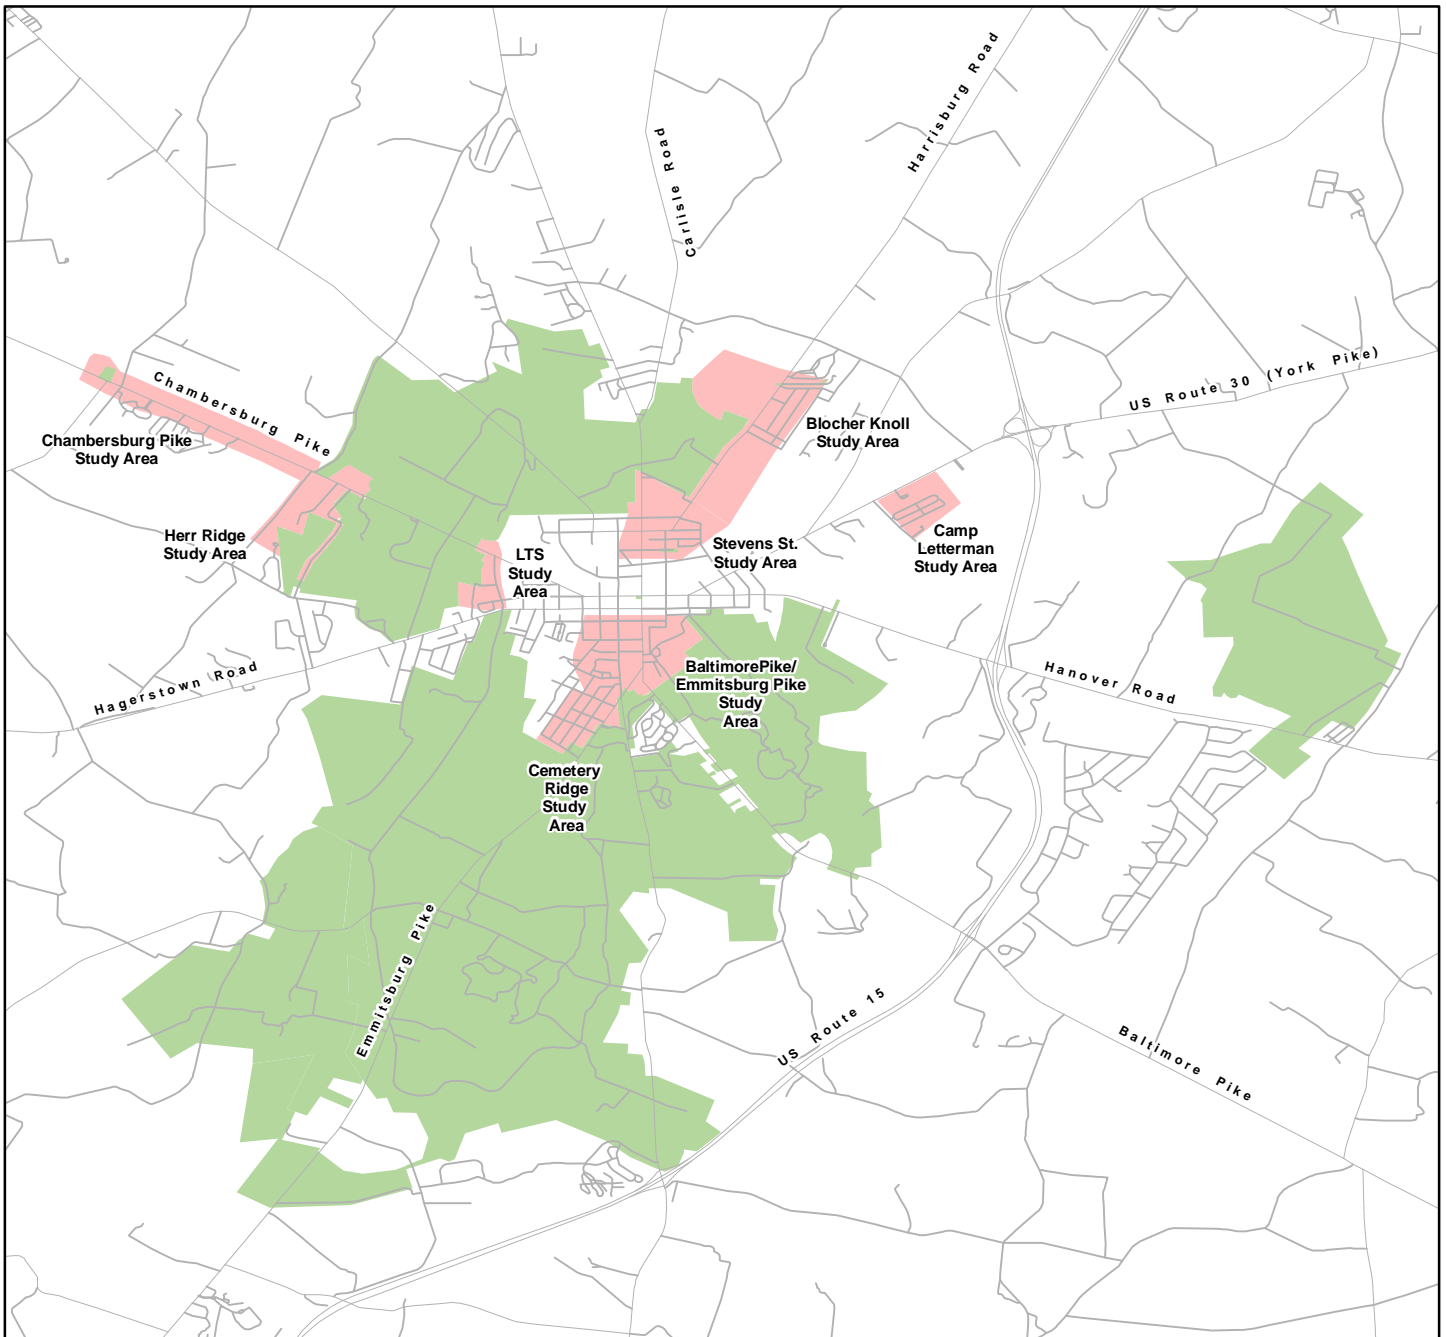 Harrisburg Road
Carlisle Road
US Route 30 (York Pike)
Chambersburg Pike
Chambersburg Pike
Study Area
Blocher Knoll
Study Area
Herr Ridge
Study Area
LTS
Study
Area
Stevens St.
Study Area
Camp
Letterman
Study Area
Hagerstown Road
BaltimorePike/
Emmitsburg Pike
Study
Area
Hanover Road
Cemetery
Ridge
Study
Area
Emmitsburg Pike
US Route 15
Baltimore Pike